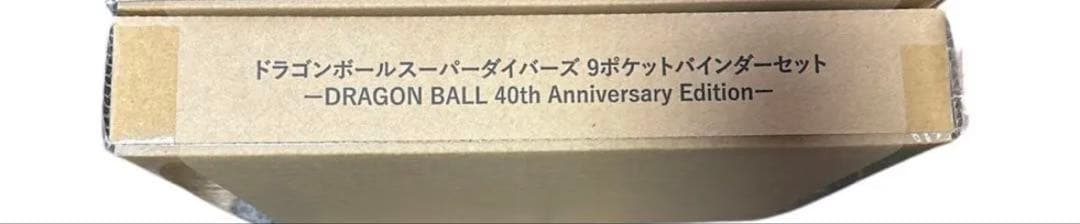 ドラゴンボールスーパーダイバーズ 9ポケットバインダーセット
ーDRAGON BALL 40th Anniversary Editionー